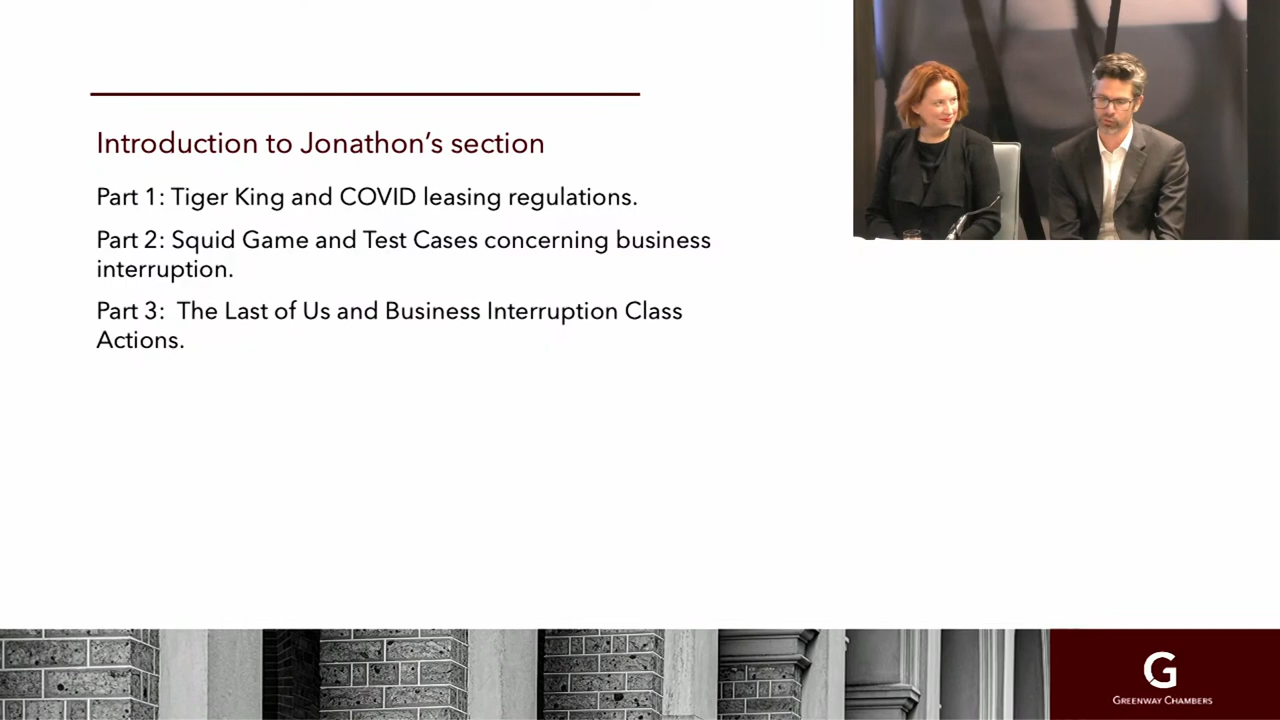 Introduction to Jonathon’s section
Part 1: Tiger King and COVID leasing regulations.
Part 2: Squid Game and Test Cases concerning business
interruption.
Part 3:  The Last of Us and Business Interruption Class
Actions.
G
GREENWAY CHAMBERS